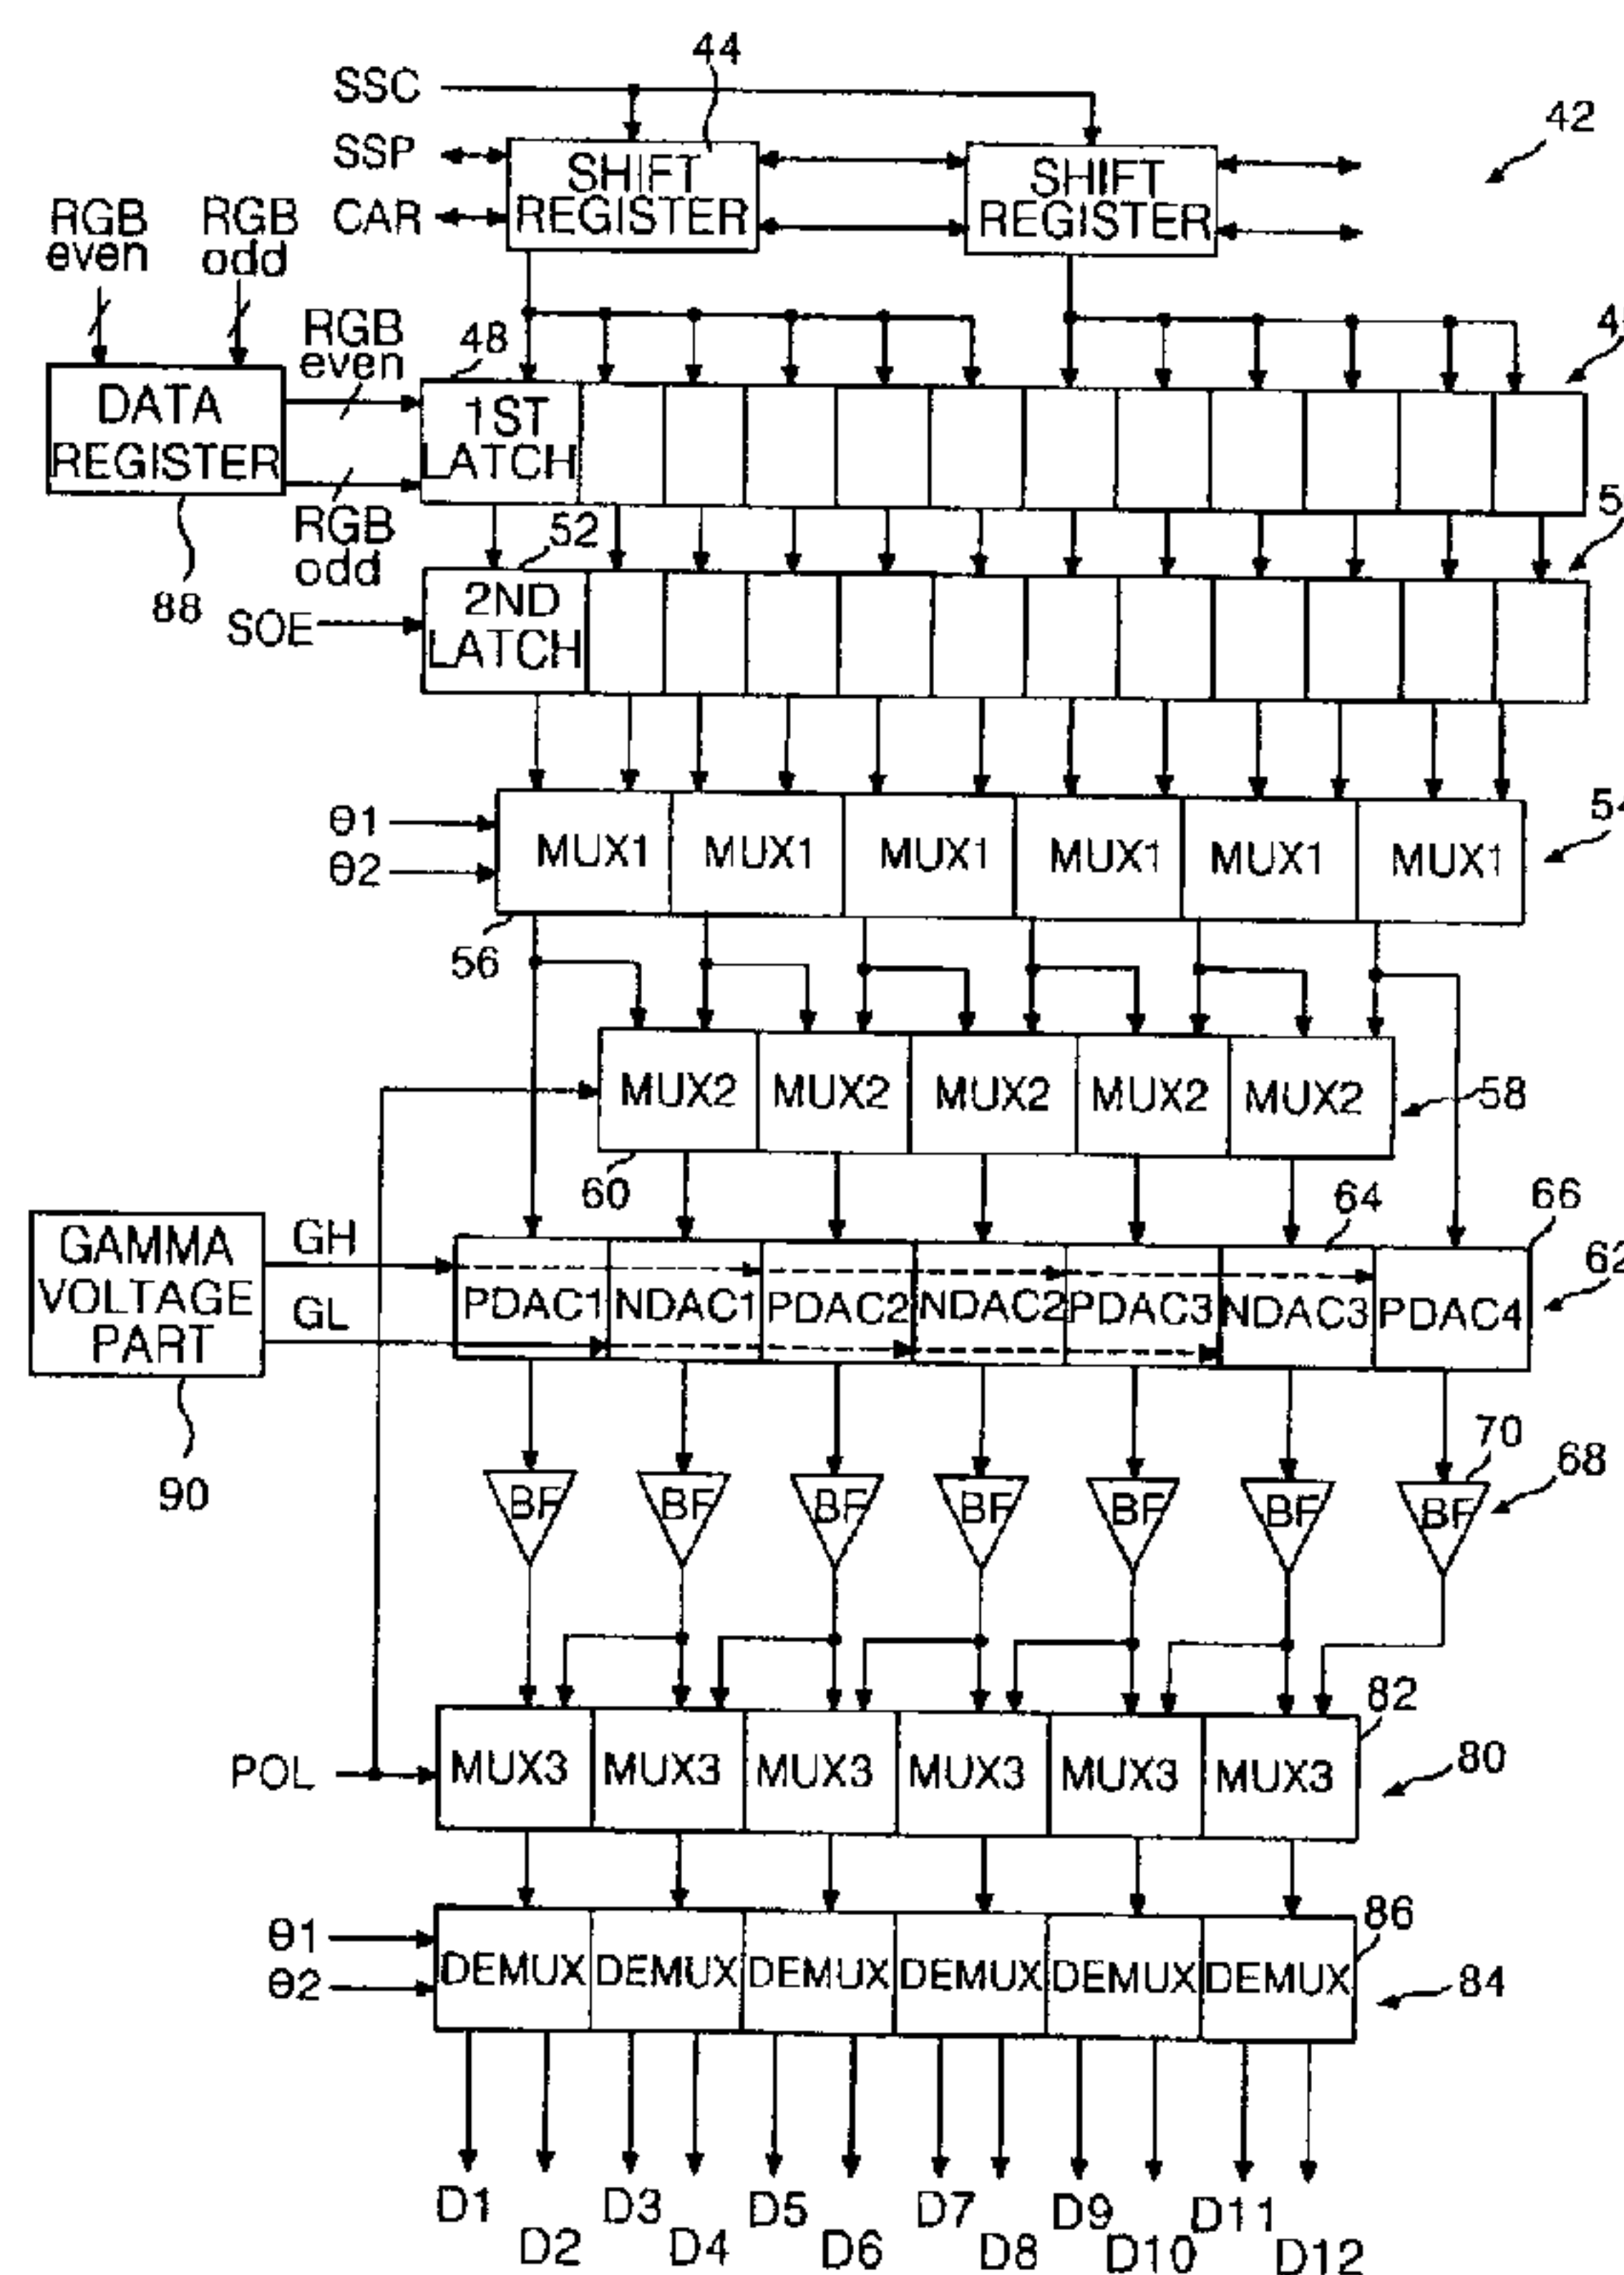 44
SSC
42
SSP
SHIFT
REGISTER
SHIFT
REGISTER
CAR
RGB
even
RGB
odd
RGB
even
48
4
DATA
REGISTER
1ST
LATCH
RGB
odd
52
5
88
SOE
2ND
LATCH
θ1
θ2
MUX1 MUX1 MUX1 MUX1 MUX1 MUX1
54
56
MUX2 MUX2 MUX2 MUX2 MUX2
58
60
64
66
GAMMA
VOLTAGE
PART
GH
GL
PDAC1 NDAC1 PDAC2 NDAC2 PDAC3 NDAC3 PDAC4
62
90
70
68
BF BF BF BF BF BF BF
82
POL
MUX3 MUX3 MUX3 MUX3 MUX3 MUX3
80
θ1
θ2
86
DEMUX DEMUX DEMUX DEMUX DEMUX DEMUX
84
D1 D3 D5 D7 D9 D11
D2 D4 D6 D8 D10 D12